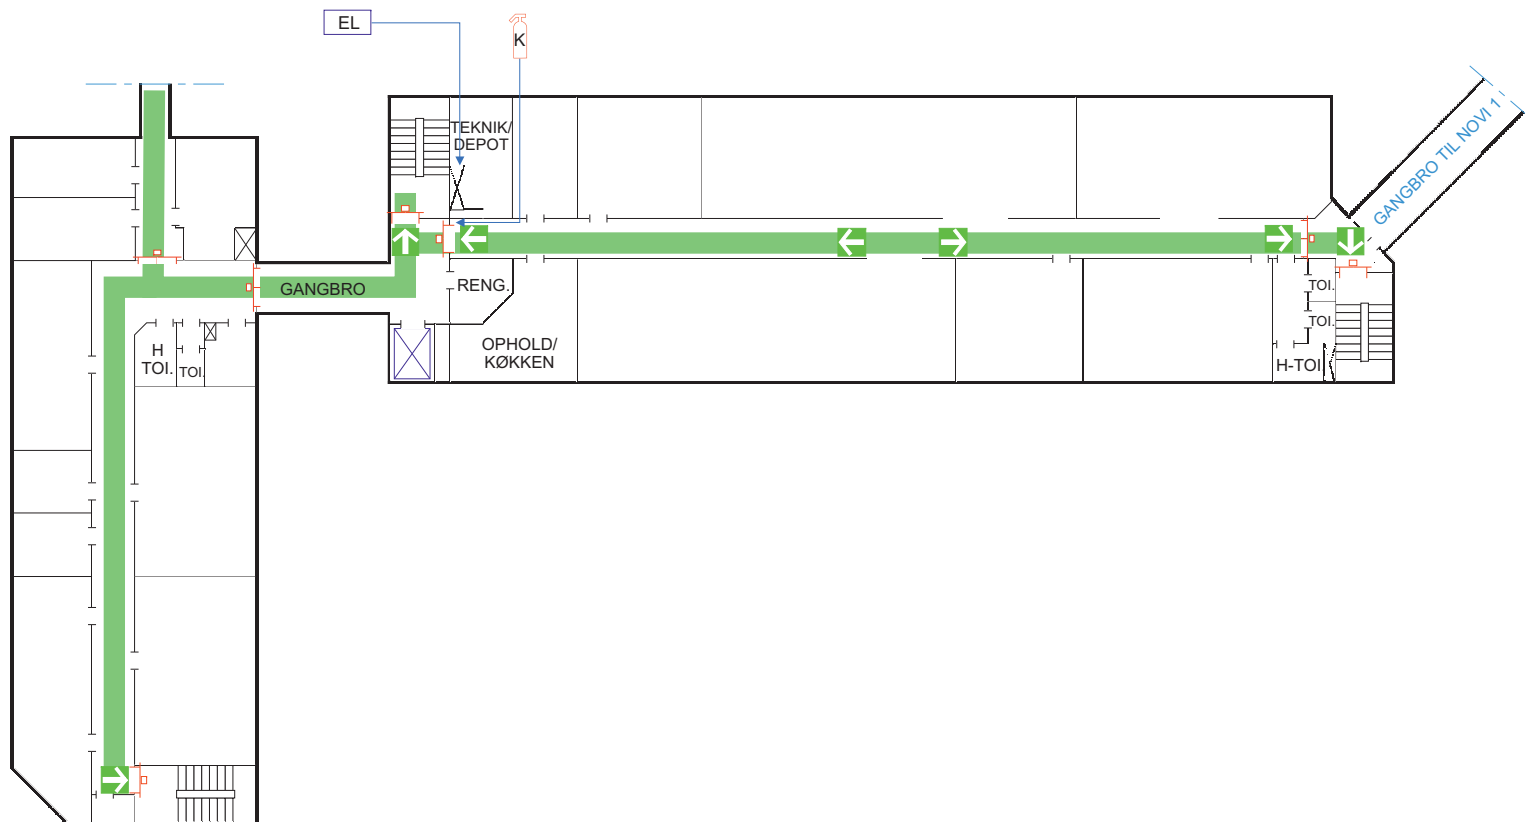 EL
K
TEKNIK/
DEPOT
GANGBRO TIL NOVI 1
GANGBRO
RENG.
TOI.
TOI.
H
TOI.
TOI.
OPHOLD/
KØKKEN
H-TOI